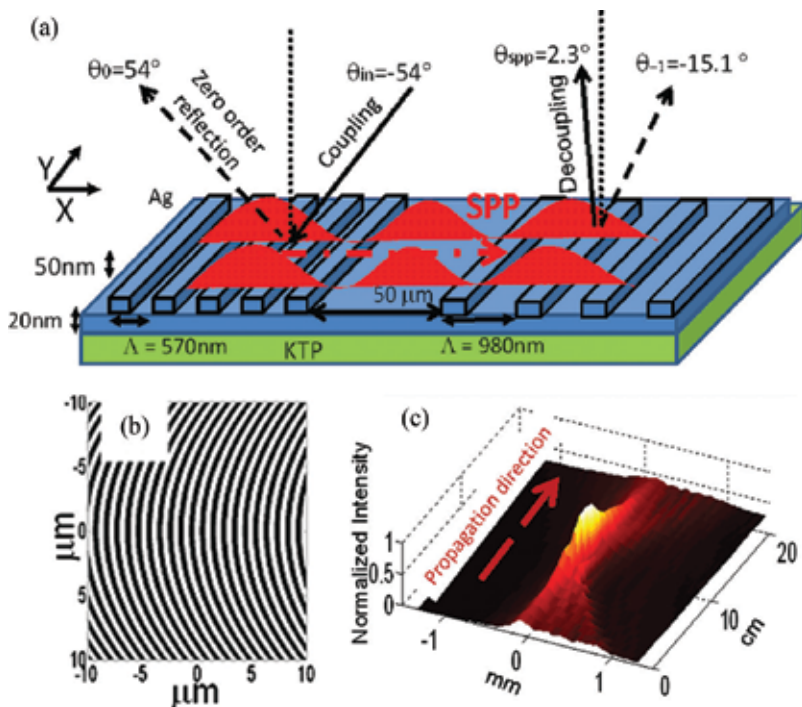 (a)
θ0=54°
Zero order
reflection
θin=-54°
Coupling
θspp=2.3°
Decoupling
θ-1=-15.1°
Y
X
Ag
SPP
50nm
20nm
50 μm
Λ = 570nm
KTP
Λ = 980nm
(b)
-10
-5
0
5
10
μm
-10
-5
0
5
10
μm
(c)
Propagation direction
Normalized Intensity
1
0.5
0
-1
0
1
mm
20
10
0
cm